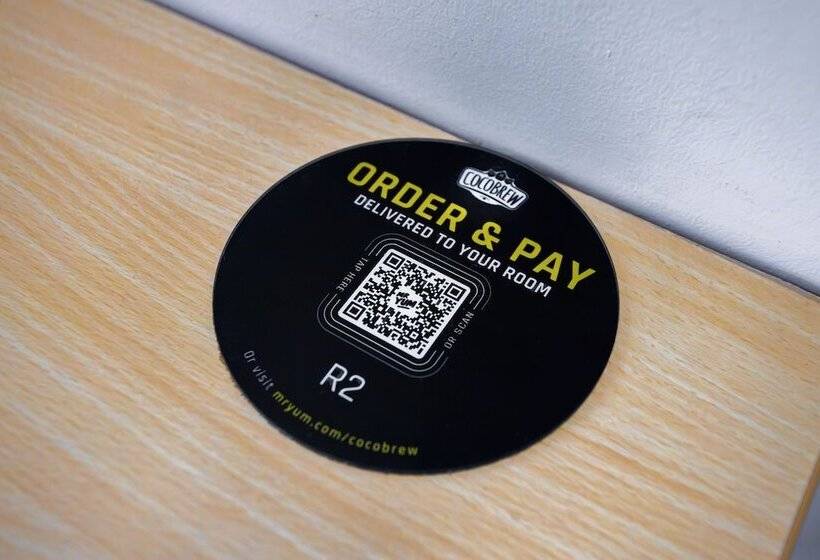 COCOBREW
ORDER & PAY
DELIVERED TO YOUR ROOM
TAP HERE
OR SCAN
R2
Or visit mryum.com/cocobrew